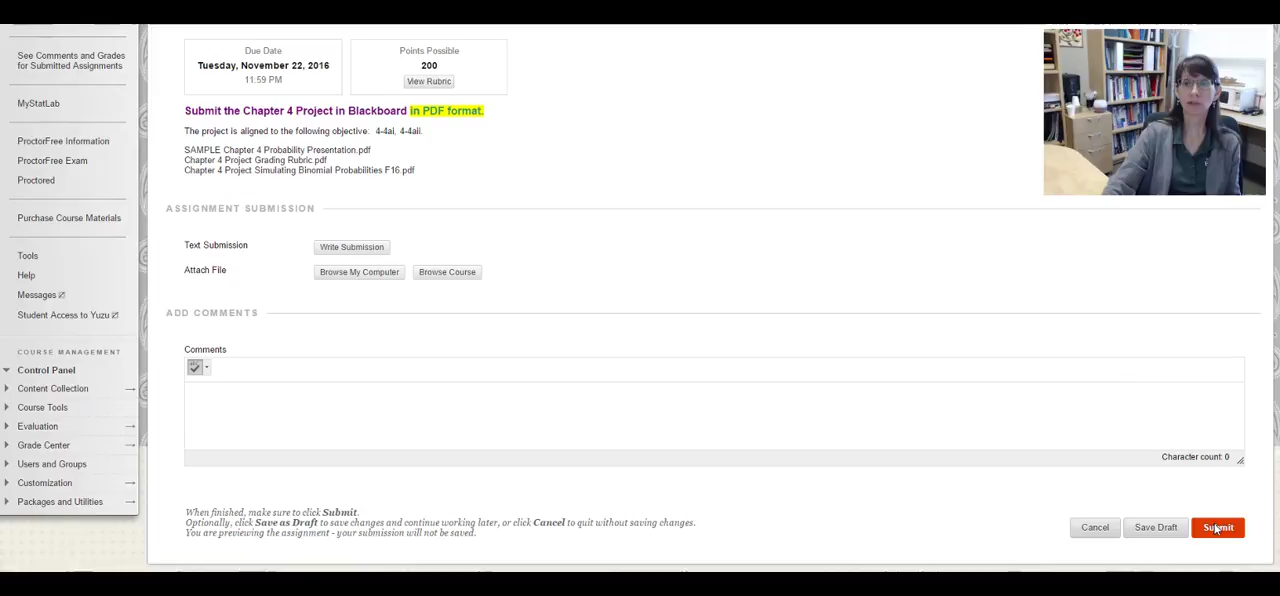 See Comments and Grades
for Submitted Assignments
MyStatLab
ProctorFree Information
ProctorFree Exam
Proctored
Purchase Course Materials
Tools
Help
Messages
Student Access to Yuzu
COURSE MANAGEMENT
Control Panel
Content Collection
Course Tools
Evaluation
Grade Center
Users and Groups
Customization
Packages and Utilities
Due Date
Tuesday, November 22, 2016
11:59 PM
Points Possible
200
View Rubric
Submit the Chapter 4 Project in Blackboard in PDF format.
The project is aligned to the following objective: 4-4ai, 4-4aii.
SAMPLE Chapter 4 Probability Presentation.pdf
Chapter 4 Project Grading Rubric.pdf
Chapter 4 Project Simulating Binomial Probabilities F16.pdf
ASSIGNMENT SUBMISSION
Text Submission Write Submission
Attach File Browse My Computer Browse Course
ADD COMMENTS
Comments
Character count: 0
When finished, make sure to click Submit.
Optionally, click Save as Draft to save changes and continue working later, or click Cancel to quit without saving changes.
You are previewing the assignment - your submission will not be saved.
Cancel Save Draft Submit